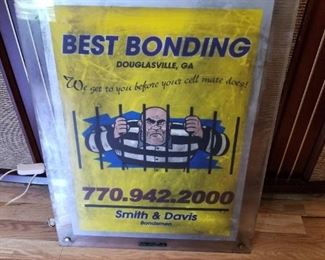 BEST BONDING
DOUGLASVILLE, GA
We get to you before your cell mate does!
770.942.2000
Smith & Davis
Bondsmen